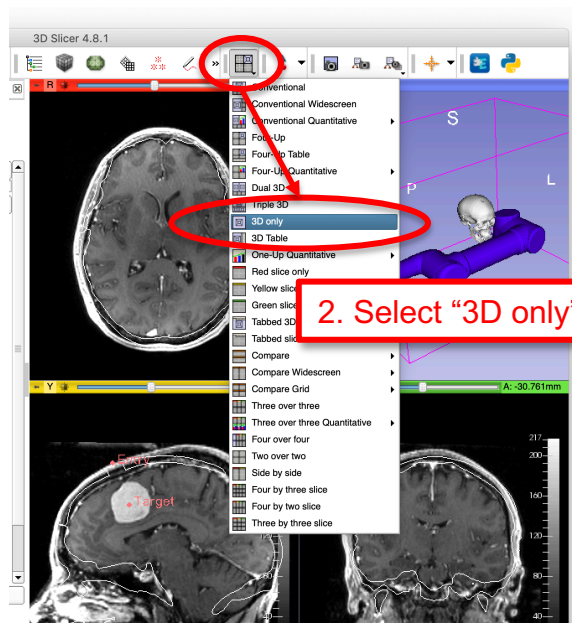 3D Slicer 4.8.1
»
R
Conventional
Conventional Widescreen
Conventional Quantitative
Four-Up
Four-Up Table
Four-Up Quantitative
Dual 3D
Triple 3D
3D only
3D Table
One-Up Quantitative
Red slice only
Yellow slice
Green slice
Tabbed 3D
Tabbed slic
Compare
Compare Widescreen
Compare Grid
Three over three
Three over three Quantitative
Four over four
Two over two
Side by side
Four by three slice
Four by two slice
Three by three slice
S
P
L
2. Select “3D only”
Y
A: -30.761mm
Entry
Target
217
200
160
120
80
40